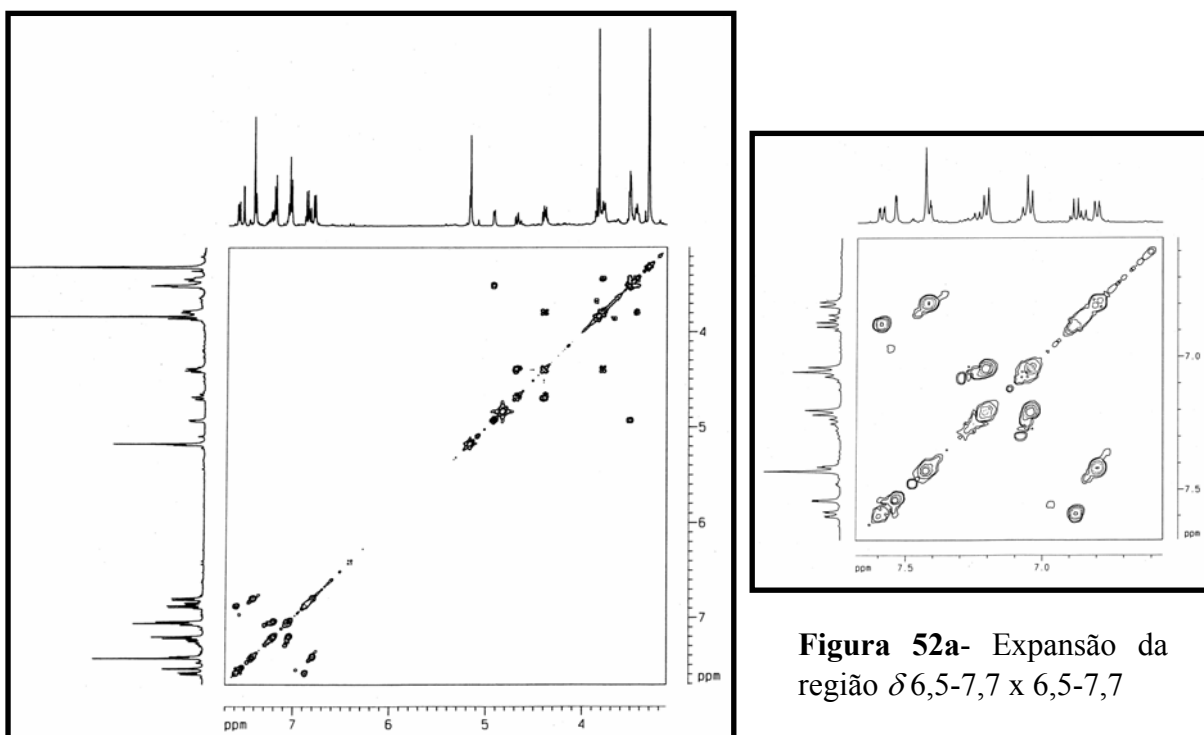 4
5
6
7
ppm
ppm 7 6 5 4
7.0
7.5
ppm
ppm 7.5 7.0
Figura 52a- Expansão da
região δ 6,5-7,7 x 6,5-7,7